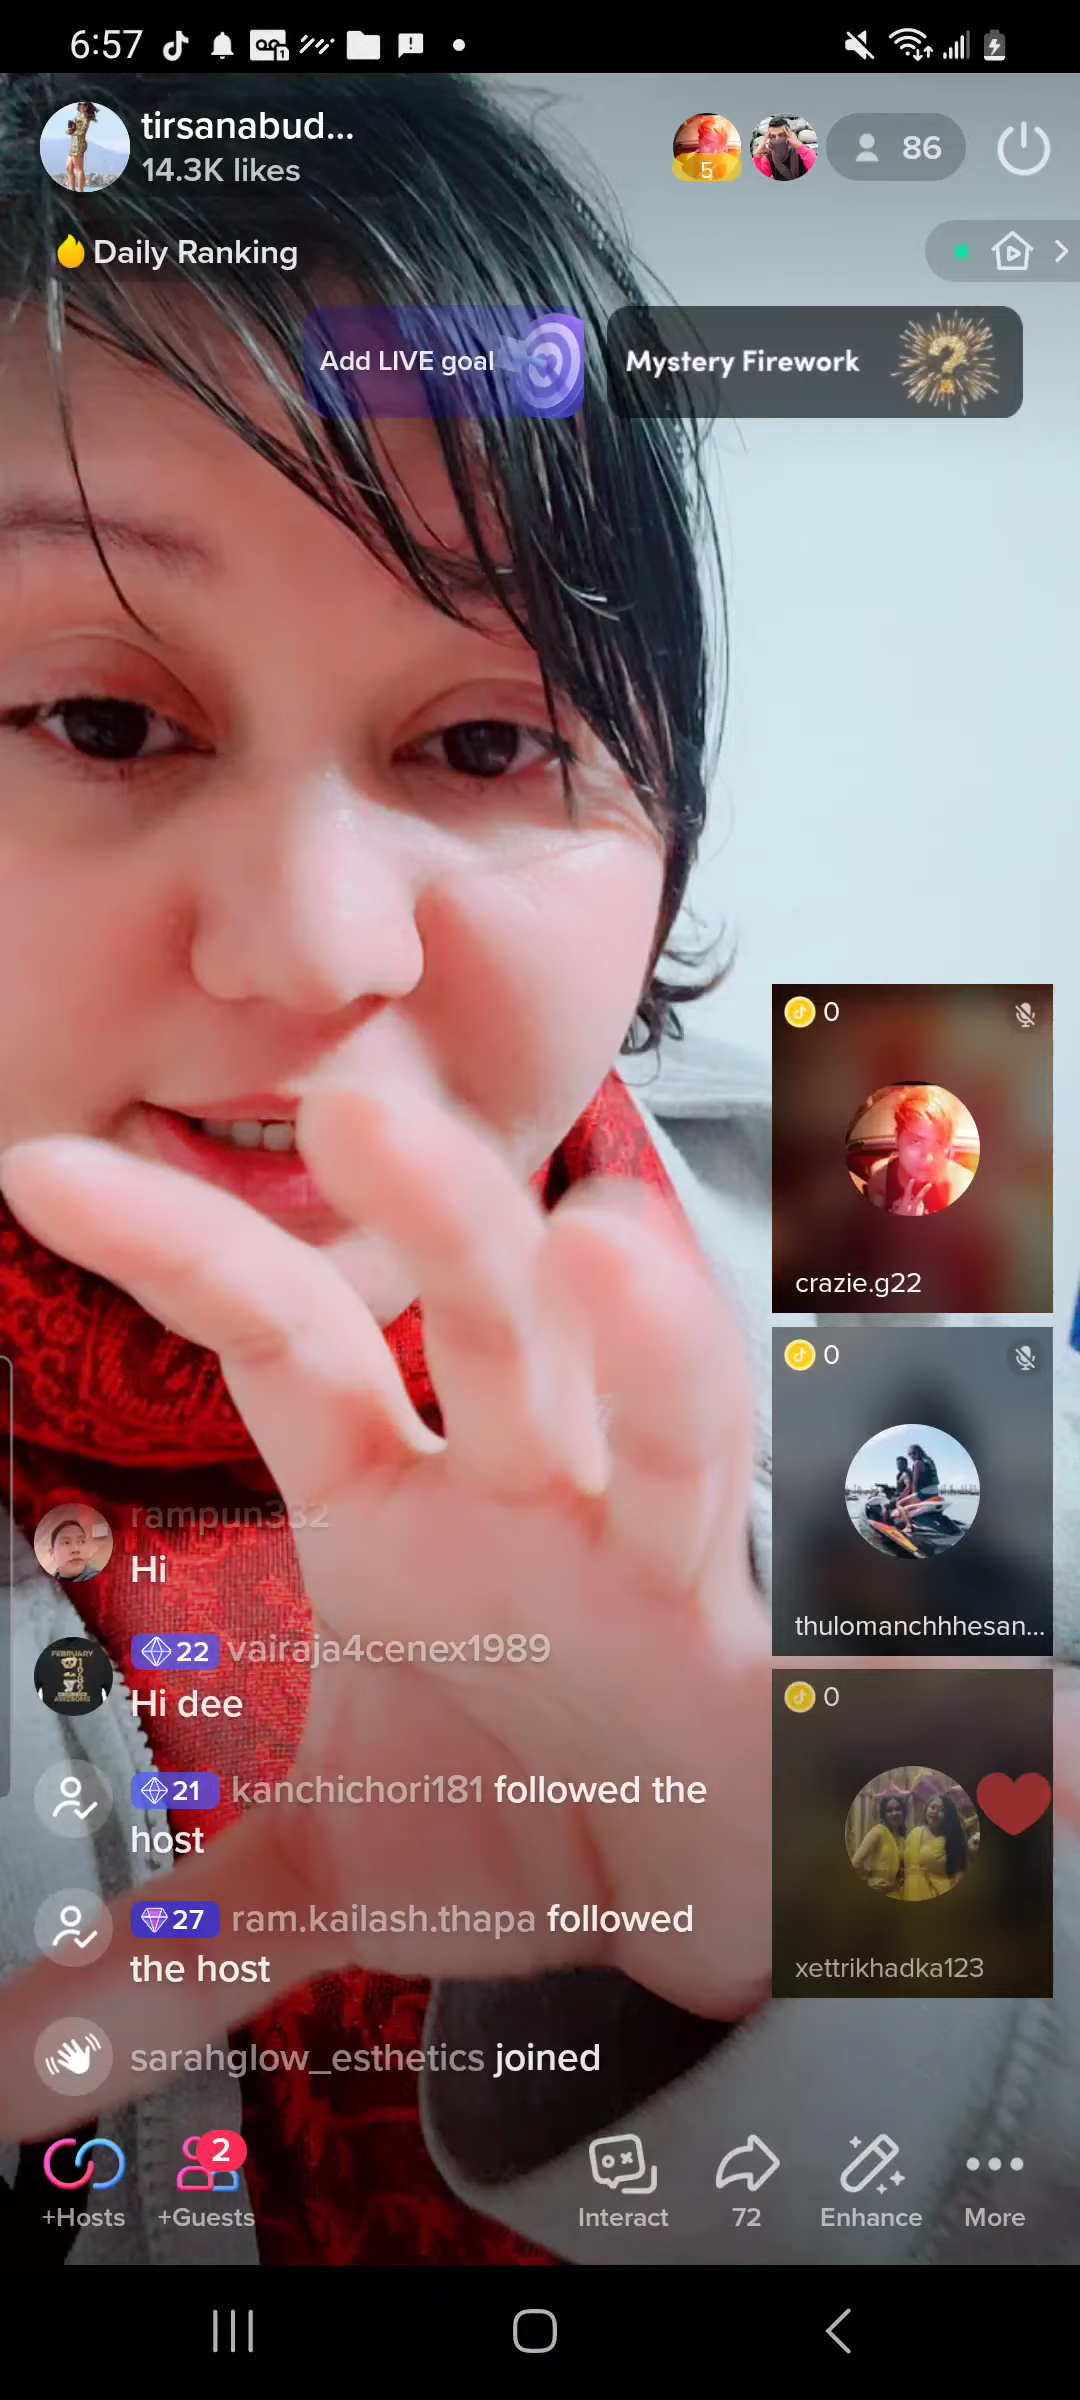 6:57
tirsanabud...
14.3K likes
5
86
Daily Ranking
Add LIVE goal
Mystery Firework
0
crazie.g22
0
thulomanchhhesan...
0
xettrikhadka123
rampun332
Hi
22 vairaja4cenex1989
Hi dee
21 kanchichori181 followed the
host
27 ram.kailash.thapa followed
the host
sarahglow_esthetics joined
2
+Hosts
+Guests
Interact
72
Enhance
More